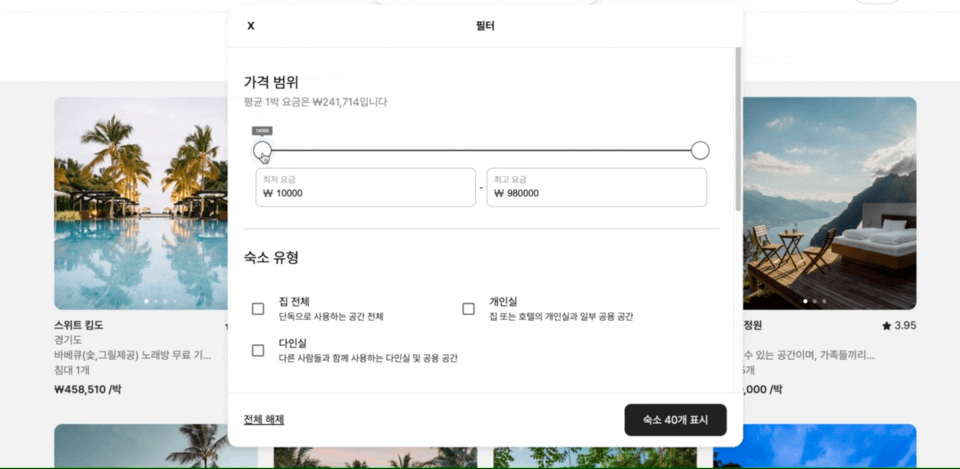 X
필터
가격 범위
평균 1박 요금은 ₩241,714입니다
10000
최저 요금
₩ 10000
-
최고 요금
₩ 980000
숙소 유형
집 전체
단독으로 사용하는 공간 전체
개인실
집 또는 호텔의 개인실과 일부 공용 공간
다인실
다른 사람들과 함께 사용하는 다인실 및 공용 공간
전체 해제
숙소 40개 표시
스위트 킴도
경기도
바베큐(숯,그릴제공) 노래방 무료 기...
침대 1개
₩458,510 /박
정원
★ 3.95
수 있는 공간이며, 가족들끼리...
5개
,000 /박